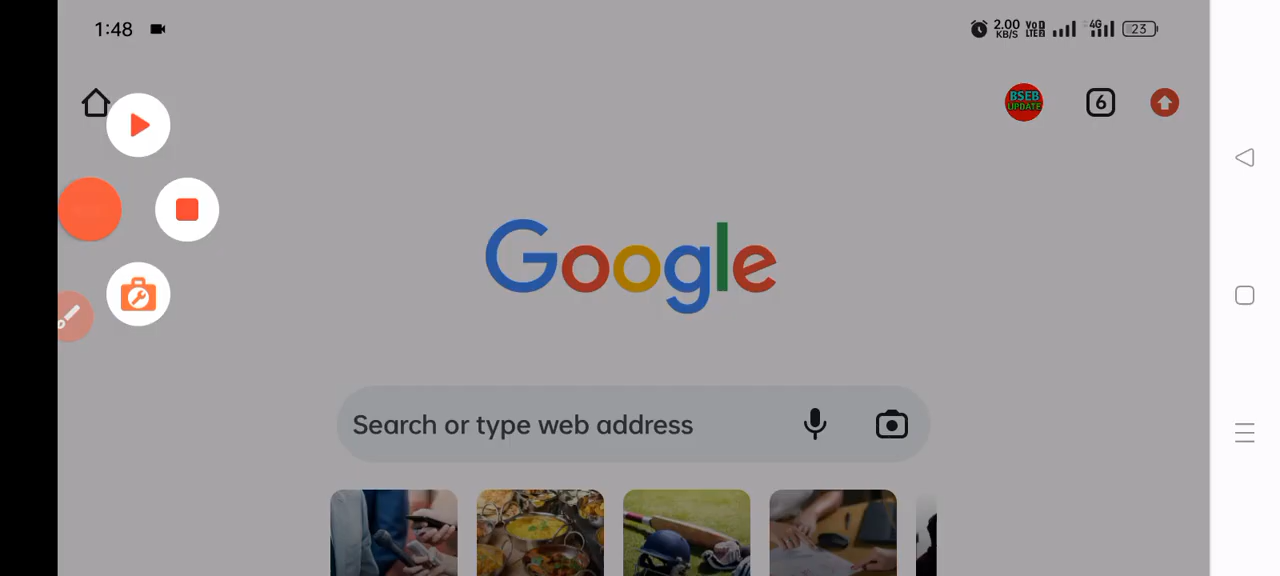 1:48
2.00 KB/S
VoD LTE
4G
23
BSEB
UPDATE
6
Google
Search or type web address